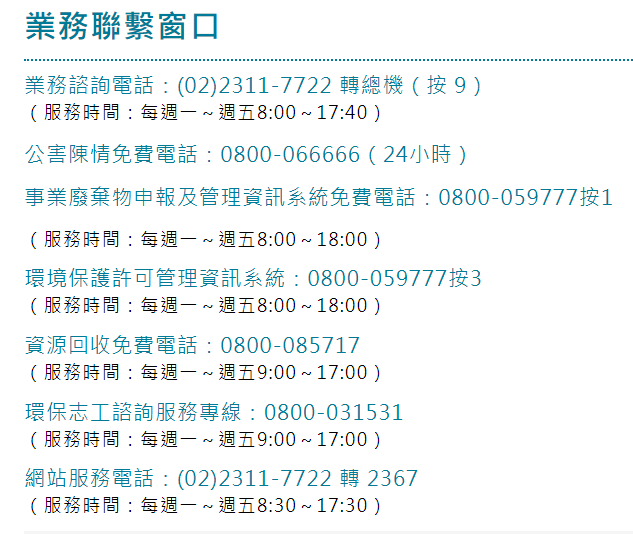 業務聯繫窗口
業務諮詢電話：(02)2311-7722 轉總機（按 9）
（服務時間：每週一～週五8:00～17:40）
公害陳情免費電話：0800-066666（24小時）
事業廢棄物申報及管理資訊系統免費電話：0800-059777按1
（服務時間：每週一～週五8:00～18:00）
環境保護許可管理資訊系統：0800-059777按3
（服務時間：每週一～週五8:00～18:00）
資源回收免費電話：0800-085717
（服務時間：每週一～週五9:00～17:00）
環保志工諮詢服務專線：0800-031531
（服務時間：每週一～週五9:00～17:00）
網站服務電話：(02)2311-7722 轉 2367
（服務時間：每週一～週五8:30～17:30）